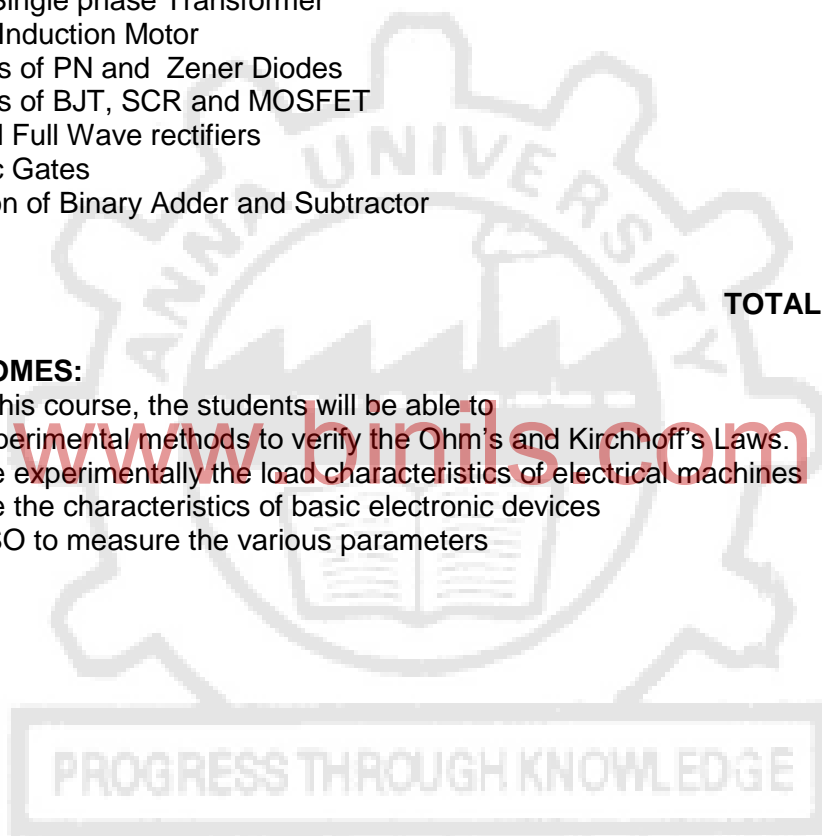 Single phase Transformer
Induction Motor
s of PN and Zener Diodes
s of BJT, SCR and MOSFET
l Full Wave rectifiers
c Gates
on of Binary Adder and Subtractor
ANNA UNIVERSITY
TOTAL
OMES:
his course, the students will be able to
perimental methods to verify the Ohm's and Kirchhoff's Laws.
www.binils.com
e experimentally the load characteristics of electrical machines
e the characteristics of basic electronic devices
SO to measure the various parameters
PROGRESS THROUGH KNOWLEDGE